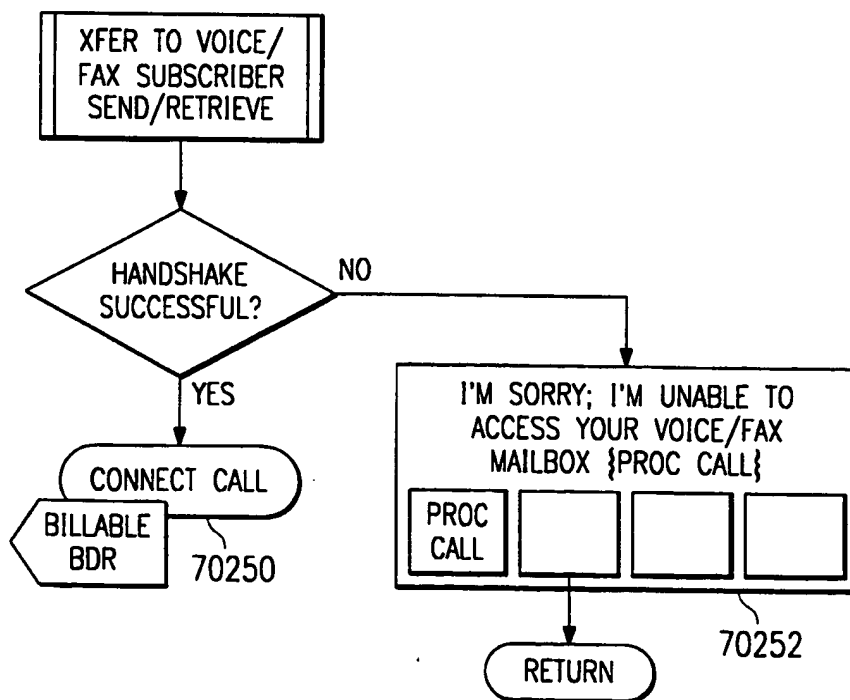 XFER TO VOICE/
FAX SUBSCRIBER
SEND/RETRIEVE
HANDSHAKE
SUCCESSFUL?
NO
YES
CONNECT CALL
BILLABLE
BDR
70250
I'M SORRY; I'M UNABLE TO
ACCESS YOUR VOICE/FAX
MAILBOX {PROC CALL}
PROC
CALL
70252
RETURN